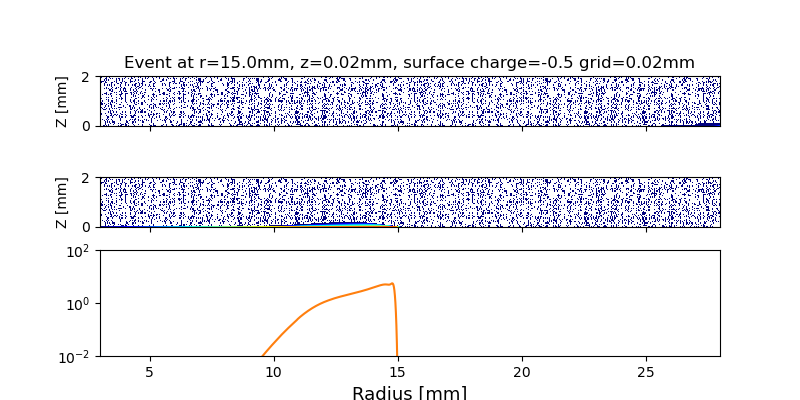 Event at r=15.0mm, z=0.02mm, surface charge=-0.5 grid=0.02mm
2
0
Z [mm]
2
0
Z [mm]
10²
10⁰
10⁻²
5 10 15 20 25
Radius [mm]